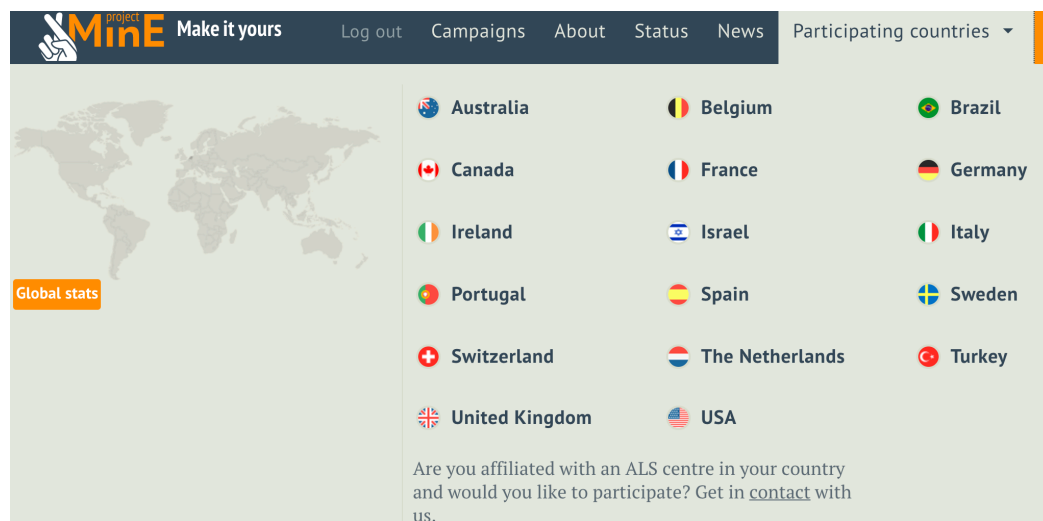 project
MinE Make it yours Log out Campaigns About Status News Participating countries
Australia Belgium Brazil
Canada France Germany
Ireland Israel Italy
Global stats
Portugal Spain Sweden
Switzerland The Netherlands Turkey
United Kingdom USA
Are you affiliated with an ALS centre in your country
and would you like to participate? Get in contact with
us.